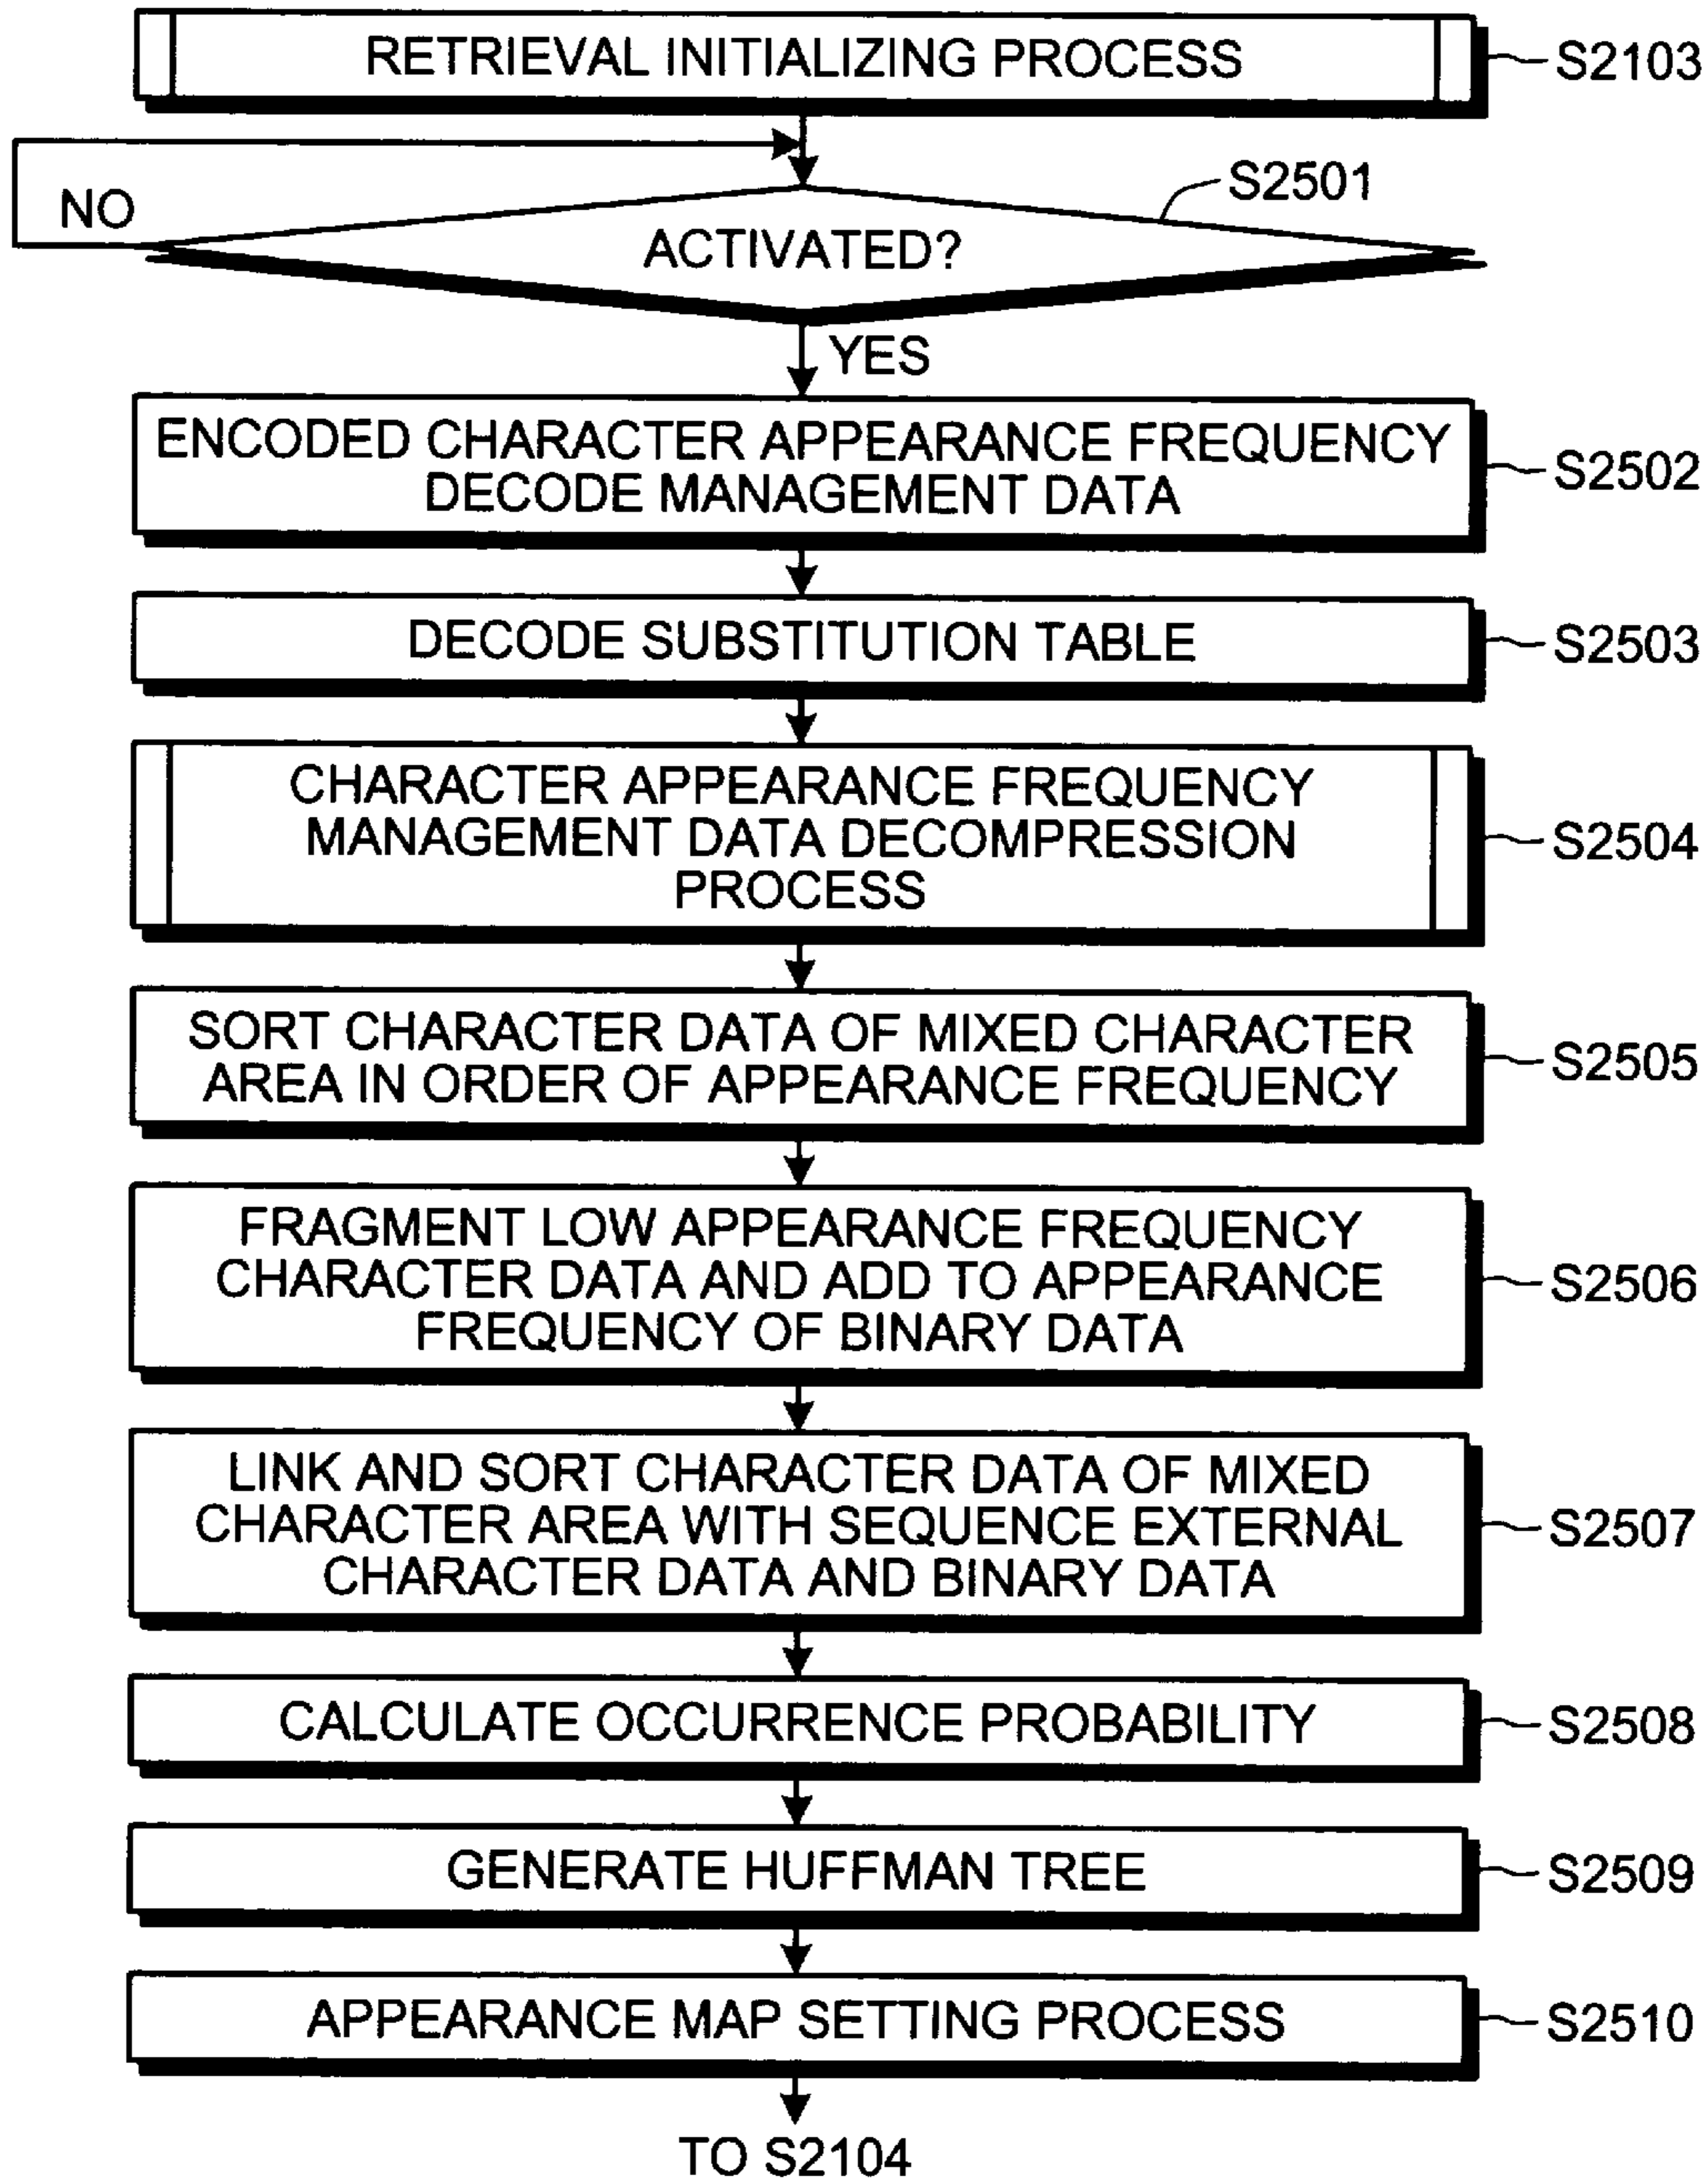 RETRIEVAL INITIALIZING PROCESS
S2103
NO
S2501
ACTIVATED?
YES
ENCODED CHARACTER APPEARANCE FREQUENCY
DECODE MANAGEMENT DATA
S2502
DECODE SUBSTITUTION TABLE
S2503
CHARACTER APPEARANCE FREQUENCY
MANAGEMENT DATA DECOMPRESSION
PROCESS
S2504
SORT CHARACTER DATA OF MIXED CHARACTER
AREA IN ORDER OF APPEARANCE FREQUENCY
S2505
FRAGMENT LOW APPEARANCE FREQUENCY
CHARACTER DATA AND ADD TO APPEARANCE
FREQUENCY OF BINARY DATA
S2506
LINK AND SORT CHARACTER DATA OF MIXED
CHARACTER AREA WITH SEQUENCE EXTERNAL
CHARACTER DATA AND BINARY DATA
S2507
CALCULATE OCCURRENCE PROBABILITY
S2508
GENERATE HUFFMAN TREE
S2509
APPEARANCE MAP SETTING PROCESS
S2510
TO S2104